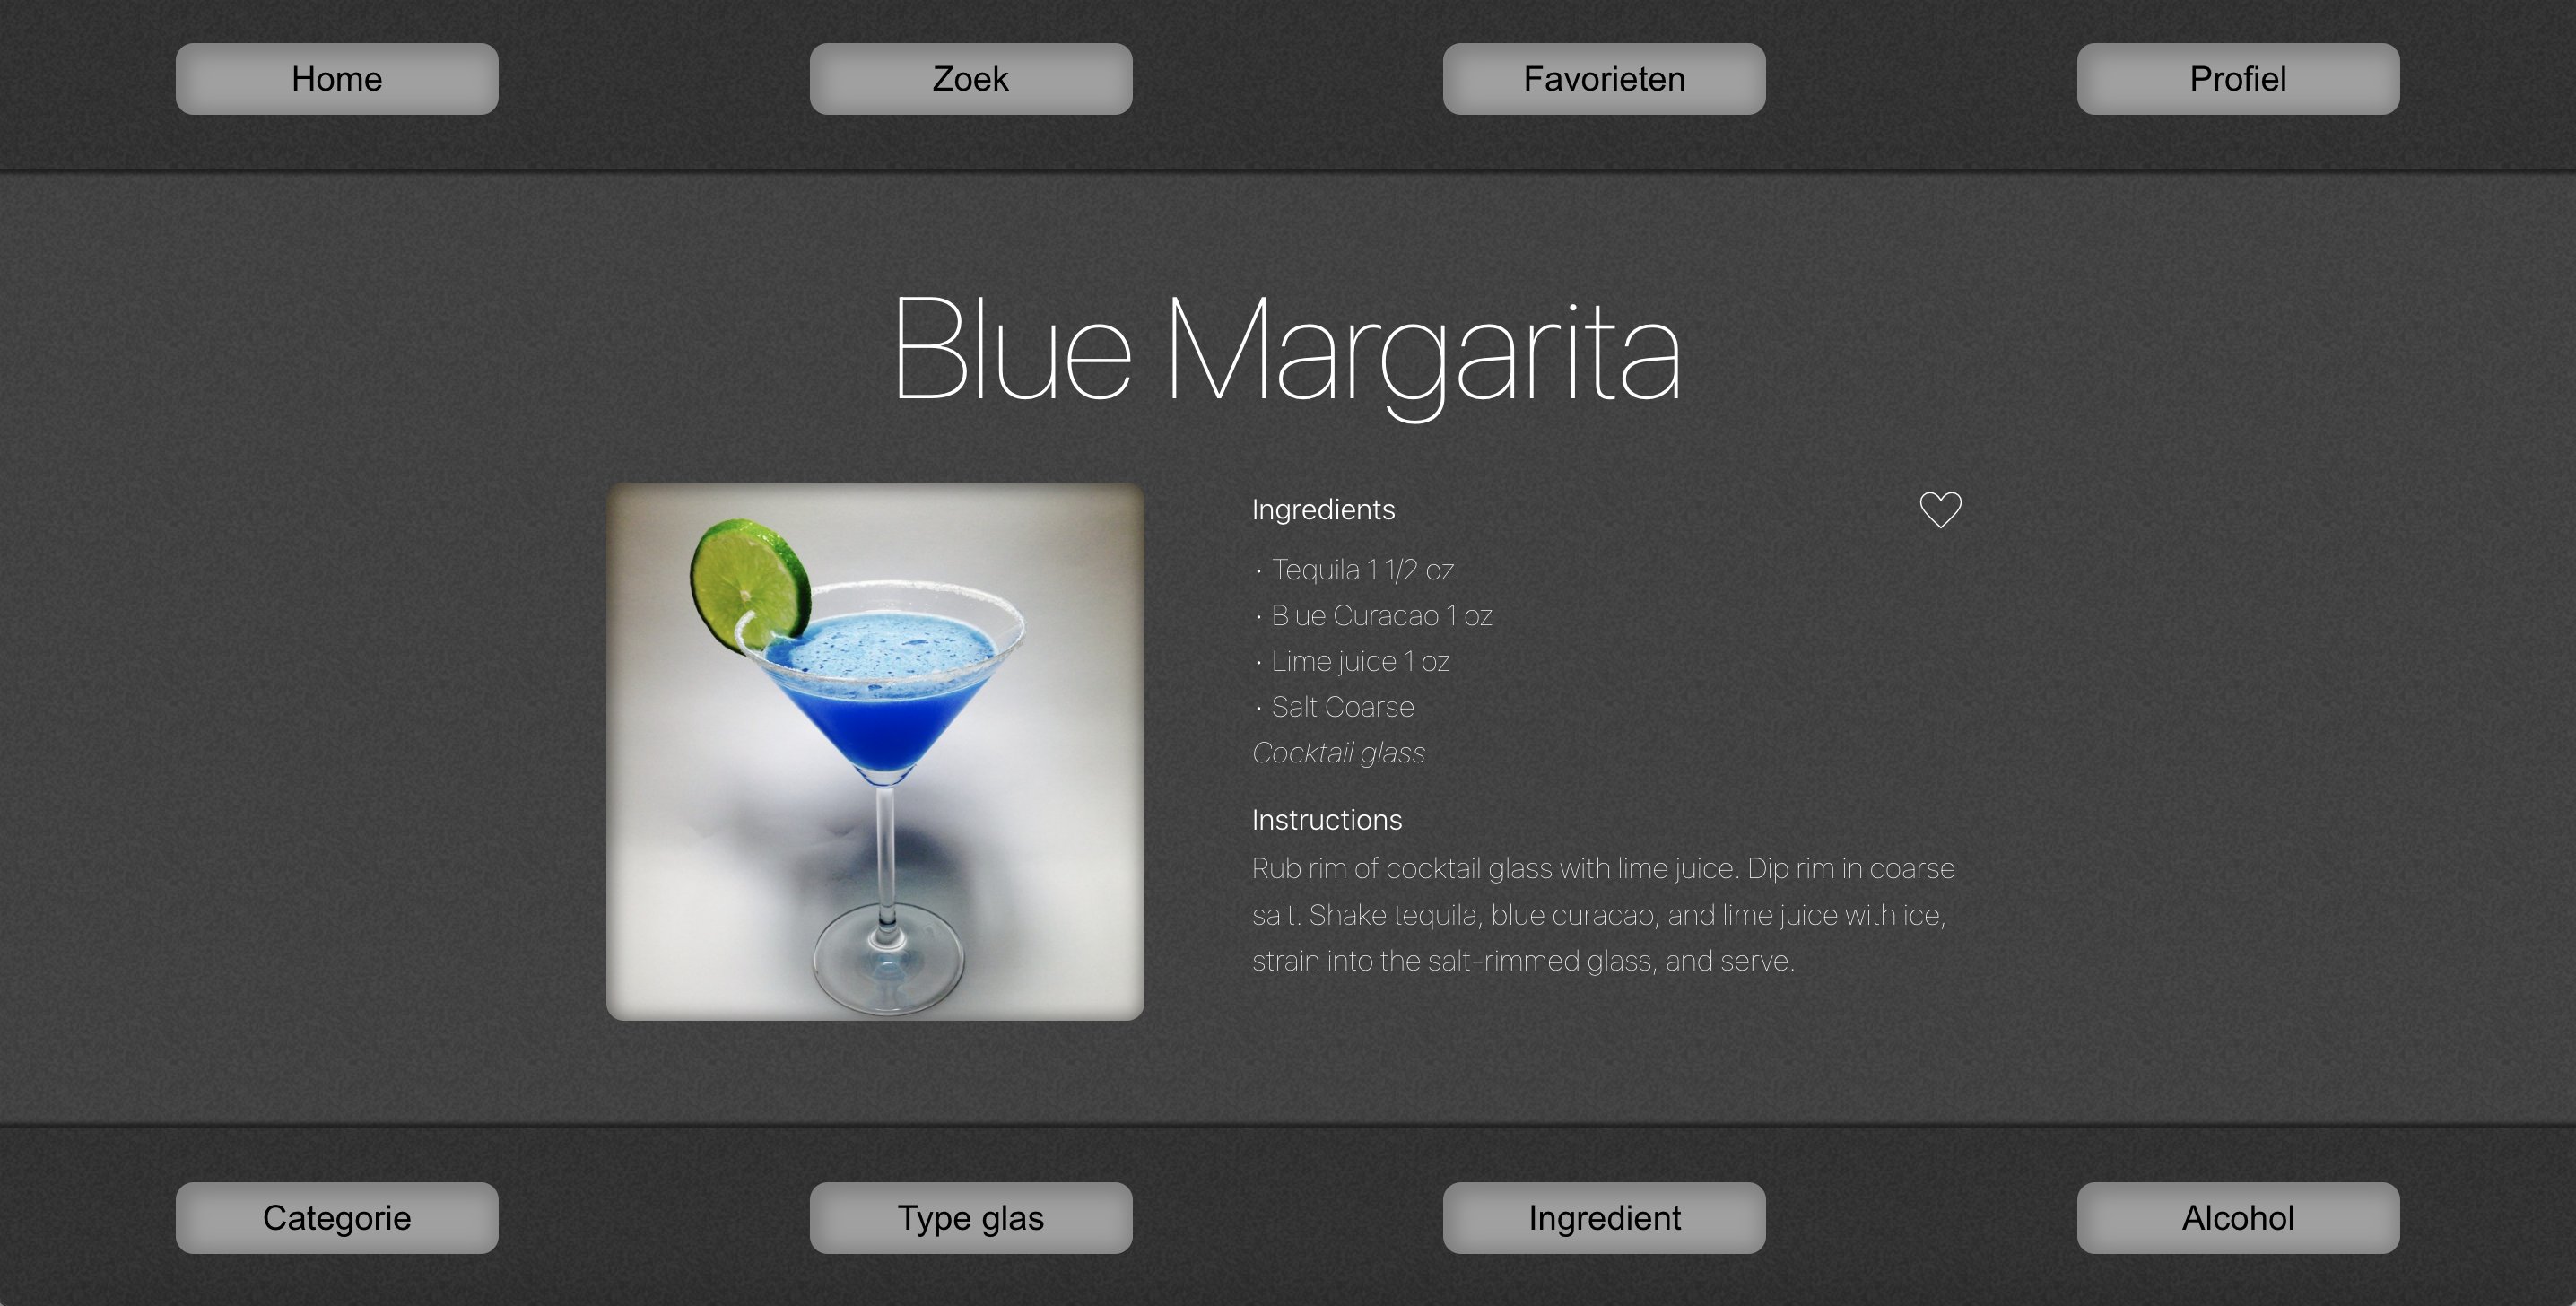 Home
Zoek
Favorieten
Profiel
Blue Margarita
Ingredients
· Tequila 1 1/2 oz
· Blue Curacao 1 oz
· Lime juice 1 oz
· Salt Coarse
Cocktail glass
Instructions
Rub rim of cocktail glass with lime juice. Dip rim in coarse
salt. Shake tequila, blue curacao, and lime juice with ice,
strain into the salt-rimmed glass, and serve.
Categorie
Type glas
Ingredient
Alcohol